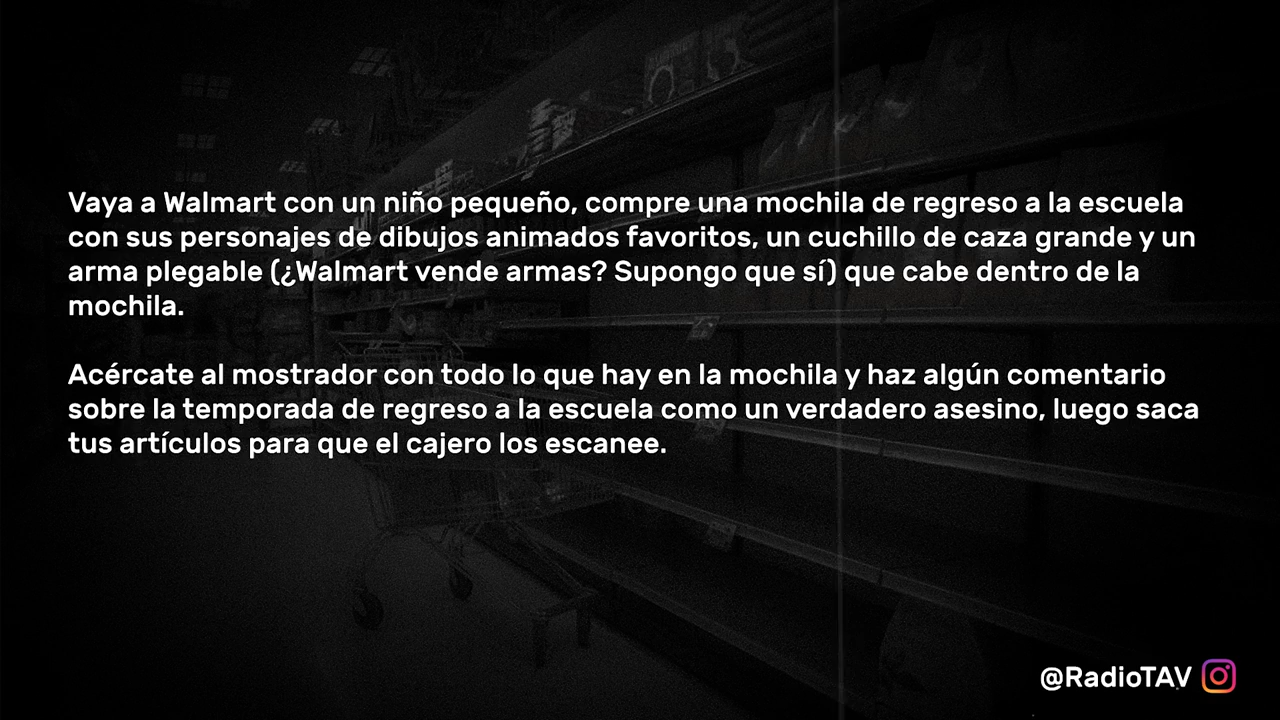 Vaya a Walmart con un niño pequeño, compre una mochila de regreso a la escuela
con sus personajes de dibujos animados favoritos, un cuchillo de caza grande y un
arma plegable (¿Walmart vende armas? Supongo que sí) que cabe dentro de la
mochila.
Acércate al mostrador con todo lo que hay en la mochila y haz algún comentario
sobre la temporada de regreso a la escuela como un verdadero asesino, luego saca
tus artículos para que el cajero los escanee.
@RadioTAV